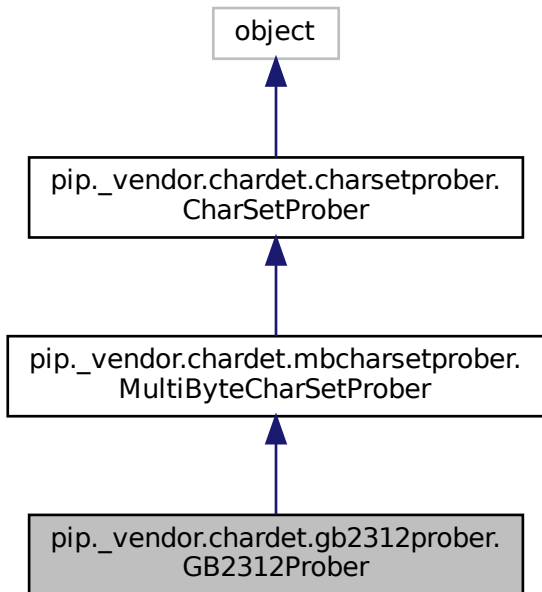 object
pip._vendor.chardet.charsetprober.
CharSetProber
pip._vendor.chardet.mbcharsetprober.
MultiByteCharSetProber
pip._vendor.chardet.gb2312prober.
GB2312Prober